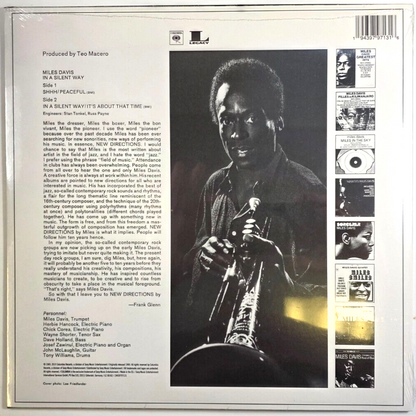 LEGACY
1 94397 97131 9
Produced by Teo Macero
MILES DAVIS
IN A SILENT WAY
Side 1
SHHH/PEACEFUL
Side 2
IN A SILENT WAY/IT'S ABOUT THAT TIME
Engineers: Stan Tonkel, Russ Payne
Miles the dresser, Miles the boxer, Miles the bon
vivant, Miles the pioneer. I use the word "pioneer"
because over the past decade Miles has been ever
searching for new sonorities, new ways of performing
his music. In essence, NEW DIRECTIONS. I would
chance to say that Miles is the most written about
artist in the field of jazz, and I hate the word "jazz,"
I prefer using the phrase "field of music." Attendance
in clubs has always been overwhelming. People come
from all over to hear the one and only Miles Davis.
A creative force is always at work within him. His recent
albums are pointed to new directions for all who are
interested in music. He has incorporated the best of
jazz, so-called contemporary rock sounds and rhythms,
a flair for the long thematic line reminiscent of the
16th-century composer, and the technique of the 20th-
century composer using polyrhythms (many rhythms
at once) and polytonalities (different chords played
together). He has come up with something new in
music. The form is free, and from this freedom a mas-
terful outgrowth of composition has emerged. NEW
DIRECTIONS by Miles is what it implies. People will
follow him ten years hence.
In my opinion, the so-called contemporary rock
groups are now picking up on the early Miles Davis,
trying to imitate but never quite making it. The present
day rock groups, I am sure, dig Miles, but, here again,
it will probably be another five to ten years before they
really understand his creativity, his compositions, his
mastery of musicianship. He has inspired countless
musicians to create, to be creative and to rise from
obscurity to take a place in the musical foreground.
"That's right," says Miles Davis.
So with that I leave you to NEW DIRECTIONS by
Miles Davis.
—Frank Glenn
Personnel:
Miles Davis, Trumpet
Herbie Hancock, Electric Piano
Chick Corea, Electric Piano
Wayne Shorter, Tenor Sax
Dave Holland, Bass
Josef Zawinul, Electric Piano and Organ
John McLaughlin, Guitar
Tony Williams, Drums
Cover photo: Lee Friedlander
SORCERER
MILES DAVIS
MILES
SMILES